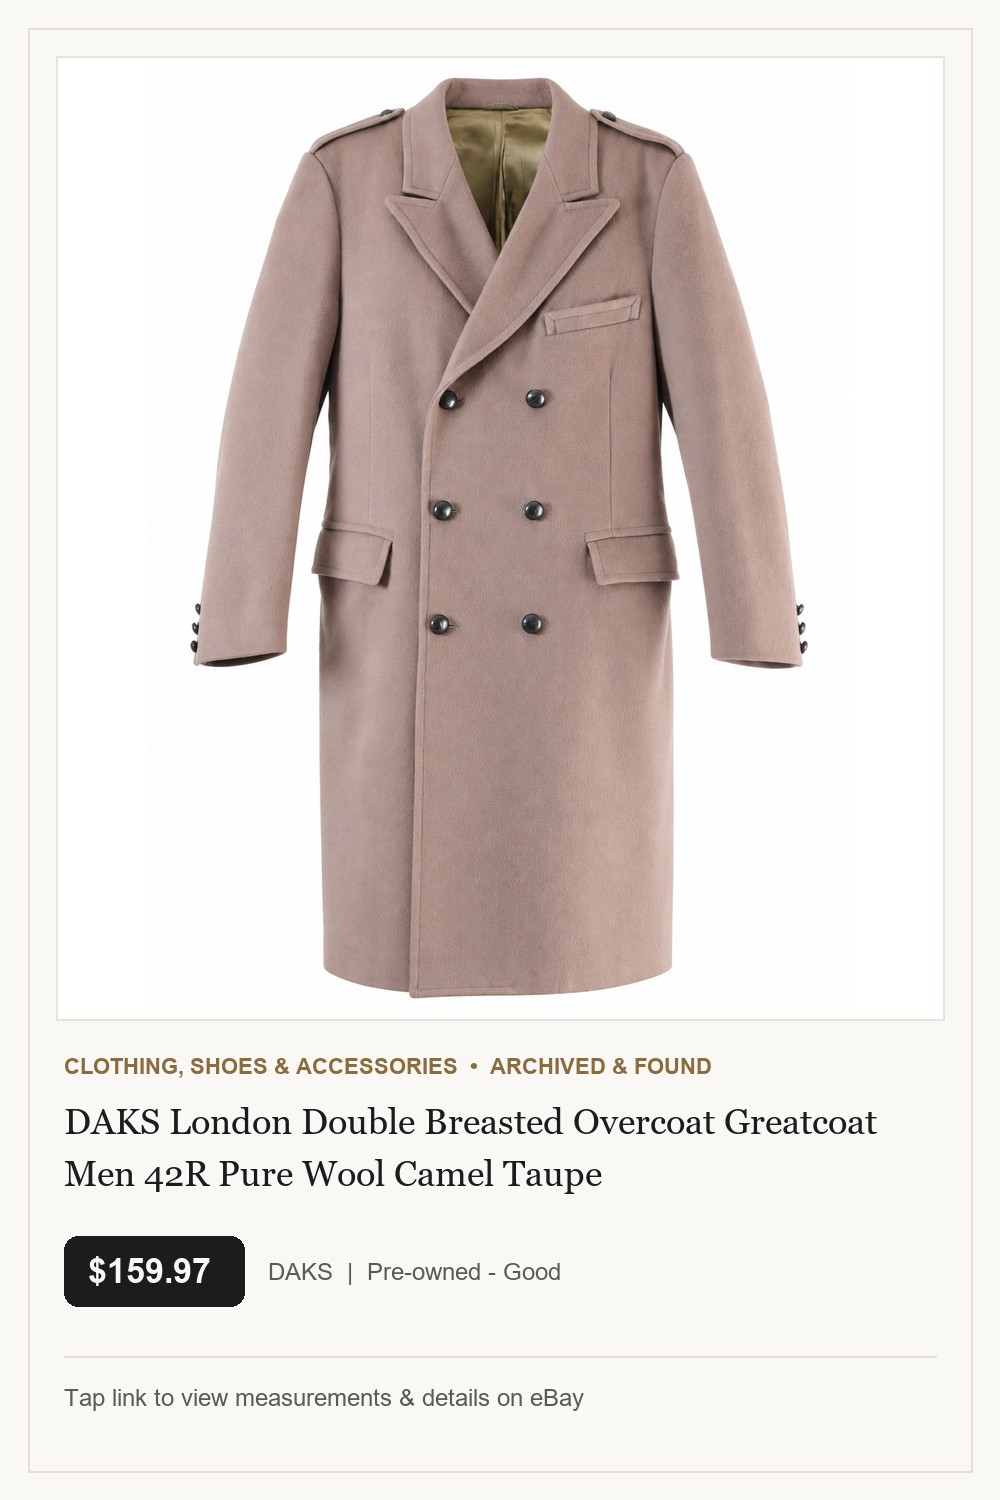 CLOTHING, SHOES & ACCESSORIES • ARCHIVED & FOUND
DAKS London Double Breasted Overcoat Greatcoat
Men 42R Pure Wool Camel Taupe
$159.97
DAKS | Pre-owned - Good
Tap link to view measurements & details on eBay